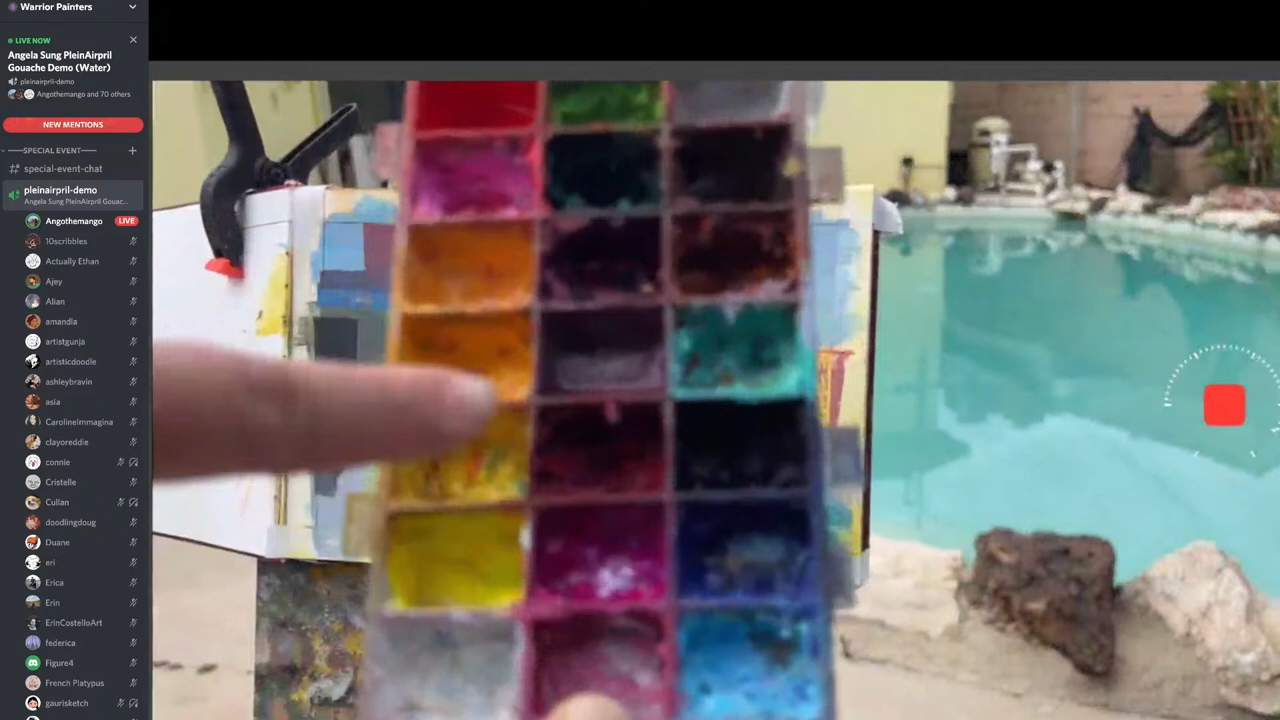 Warrior Painters
LIVE NOW
Angela Sung PleinAirpril
Gouache Demo (Water)
pleinairpril-demo
Angothemango and 70 others
NEW MENTIONS
SPECIAL EVENT
special-event-chat
pleinairpril-demo
Angela Sung PleinAirpril Gouac...
Angothemango LIVE
10scribbles
Actually Ethan
Ajey
Alian
amandla
artistgunja
artisticdoodle
ashleybravin
asia
CarolineImmagina
clayoreddie
connie
Cristelle
Cullan
doodlingdoug
Duane
eri
Erica
Erin
ErinCostelloArt
federica
Figure4
French Platypus
gaurisketch